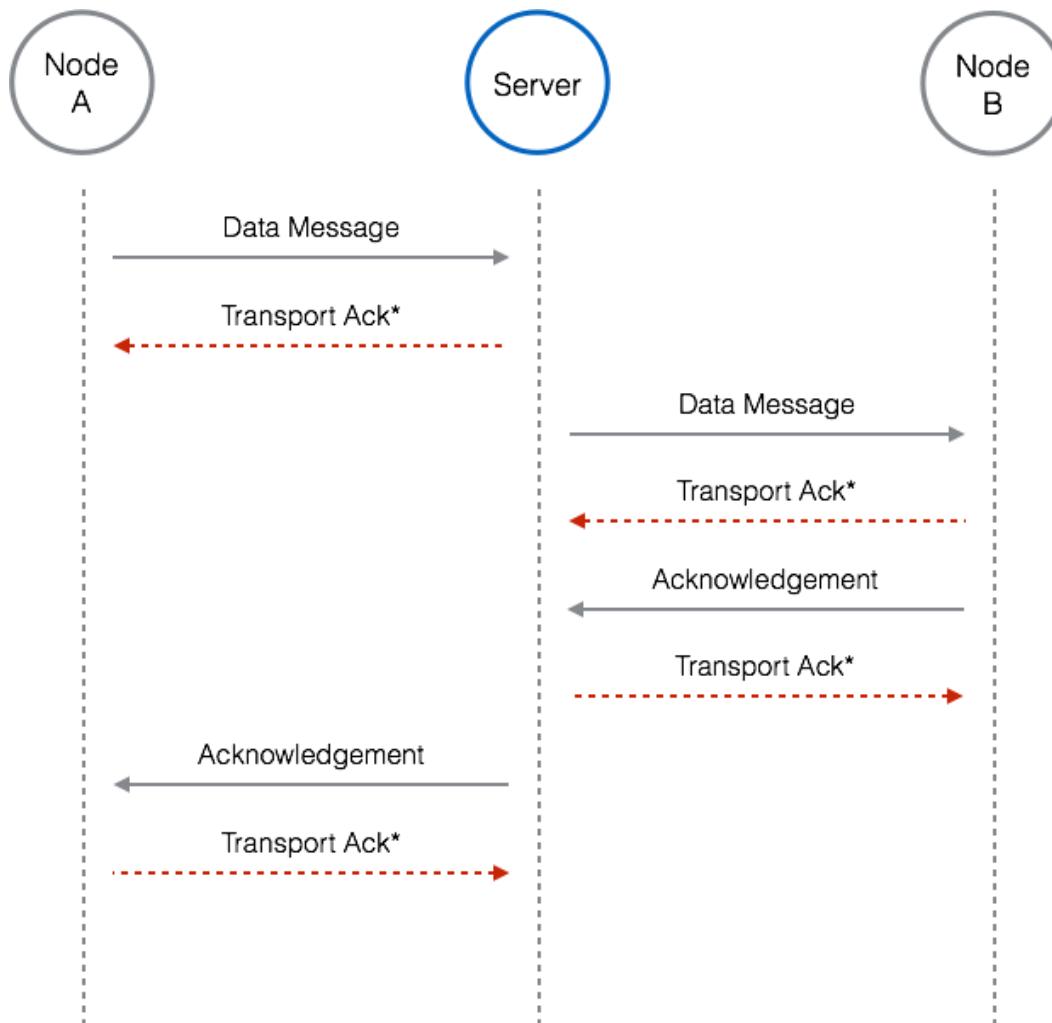 Node
A
Server
Node
B
Data Message
Transport Ack*
Data Message
Transport Ack*
Acknowledgement
Transport Ack*
Acknowledgement
Transport Ack*